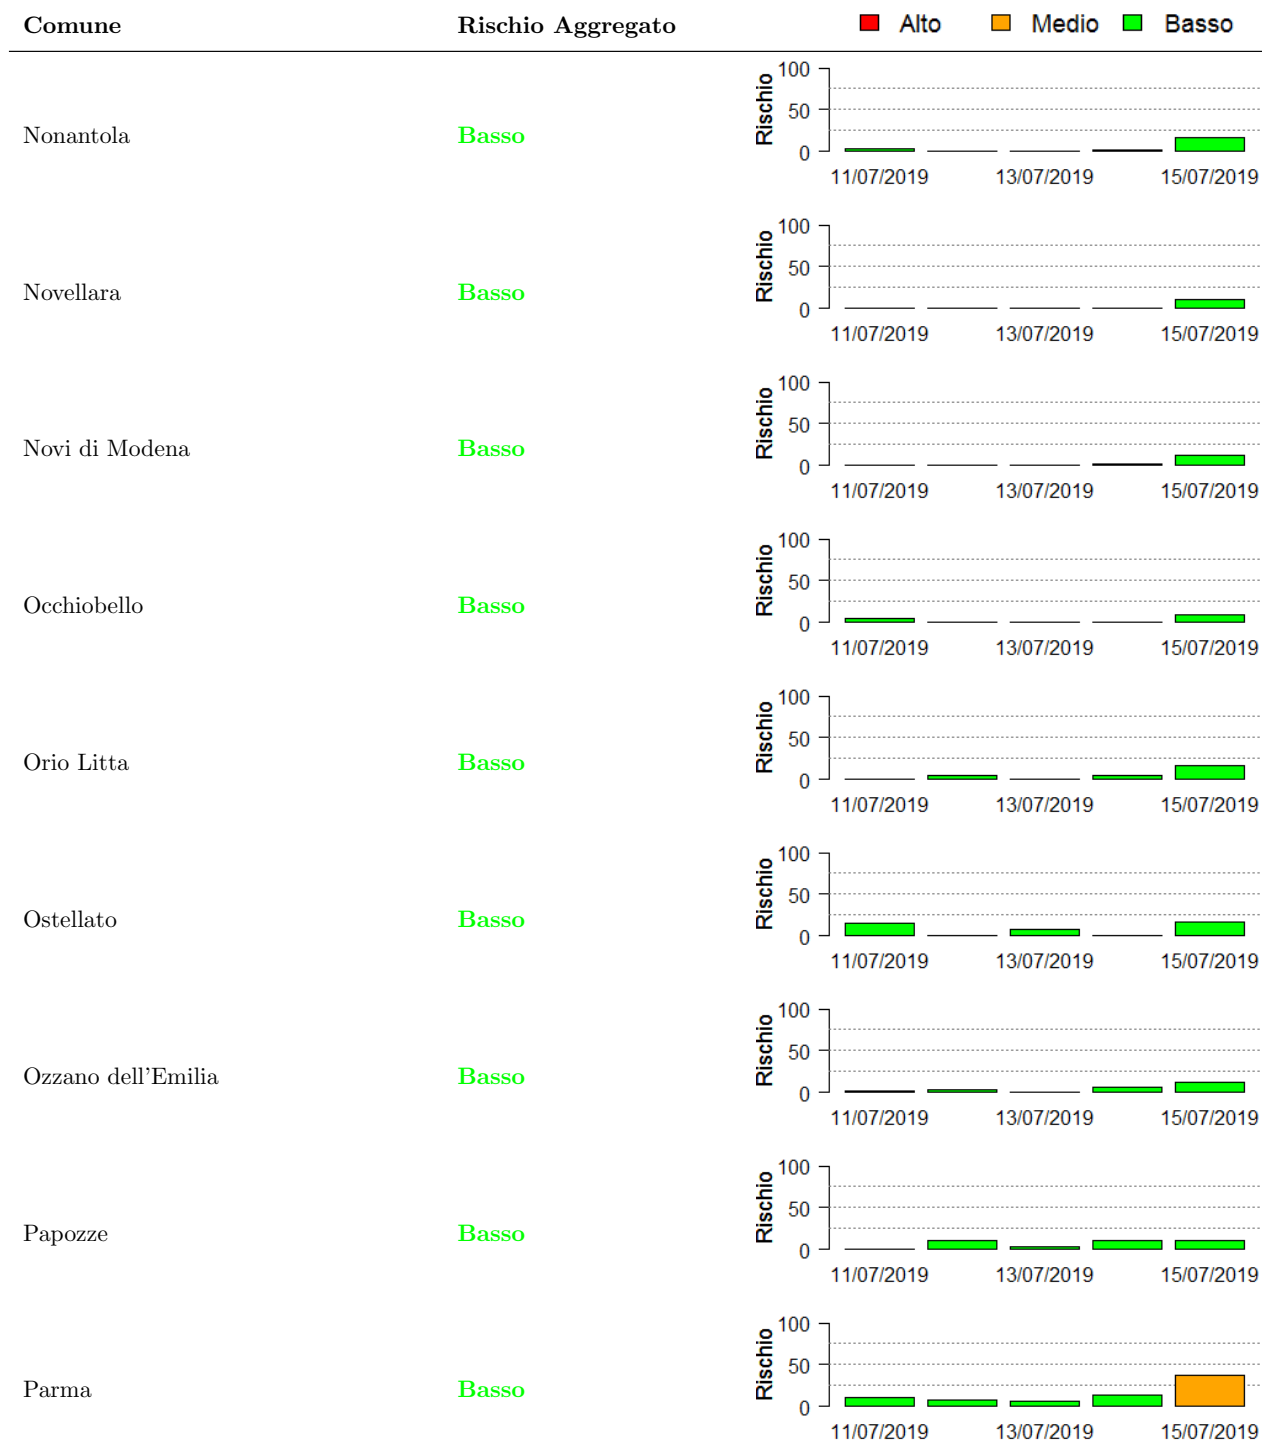 Comune Rischio Aggregato Alto Medio Basso
Nonantola Basso Rischio 100 50 0
11/07/2019 13/07/2019 15/07/2019
Novellara Basso Rischio 100 50 0
11/07/2019 13/07/2019 15/07/2019
Novi di Modena Basso Rischio 100 50 0
11/07/2019 13/07/2019 15/07/2019
Occhiobello Basso Rischio 100 50 0
11/07/2019 13/07/2019 15/07/2019
Orio Litta Basso Rischio 100 50 0
11/07/2019 13/07/2019 15/07/2019
Ostellato Basso Rischio 100 50 0
11/07/2019 13/07/2019 15/07/2019
Ozzano dell'Emilia Basso Rischio 100 50 0
11/07/2019 13/07/2019 15/07/2019
Papozze Basso Rischio 100 50 0
11/07/2019 13/07/2019 15/07/2019
Parma Basso Rischio 100 50 0
11/07/2019 13/07/2019 15/07/2019